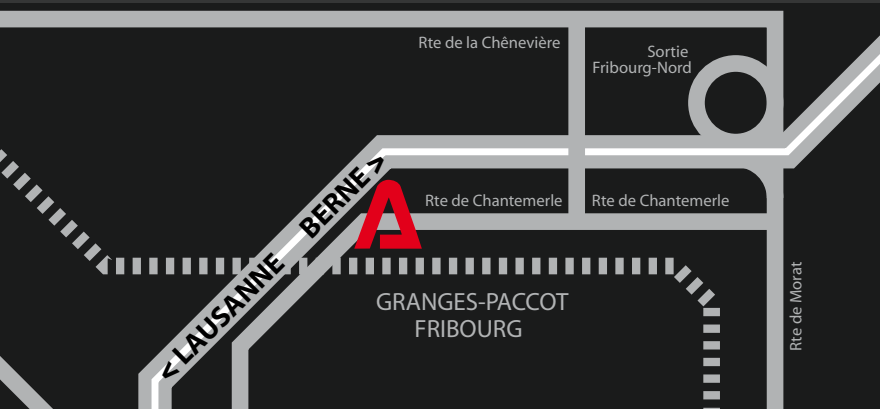 Rte de la Chênevière
Sortie
Fribourg-Nord
< LAUSANNE BERNE >
Rte de Chantemerle
Rte de Chantemerle
GRANGES-PACCOT
FRIBOURG
Rte de Morat